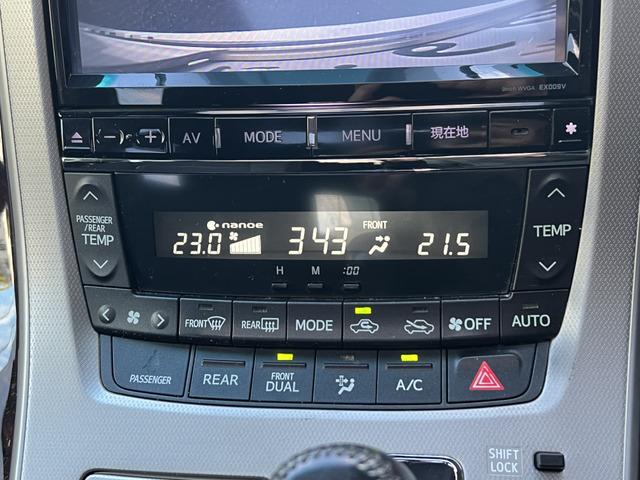 9inch WVGA EX009V
AV MODE MENU 現在地 *
PASSENGER
/REAR
TEMP
nanoe
FRONT
23.0 3:43 21.5
TEMP
H M :00
FRONT REAR MODE OFF AUTO
PASSENGER REAR FRONT DUAL A/C
SHIFT
LOCK